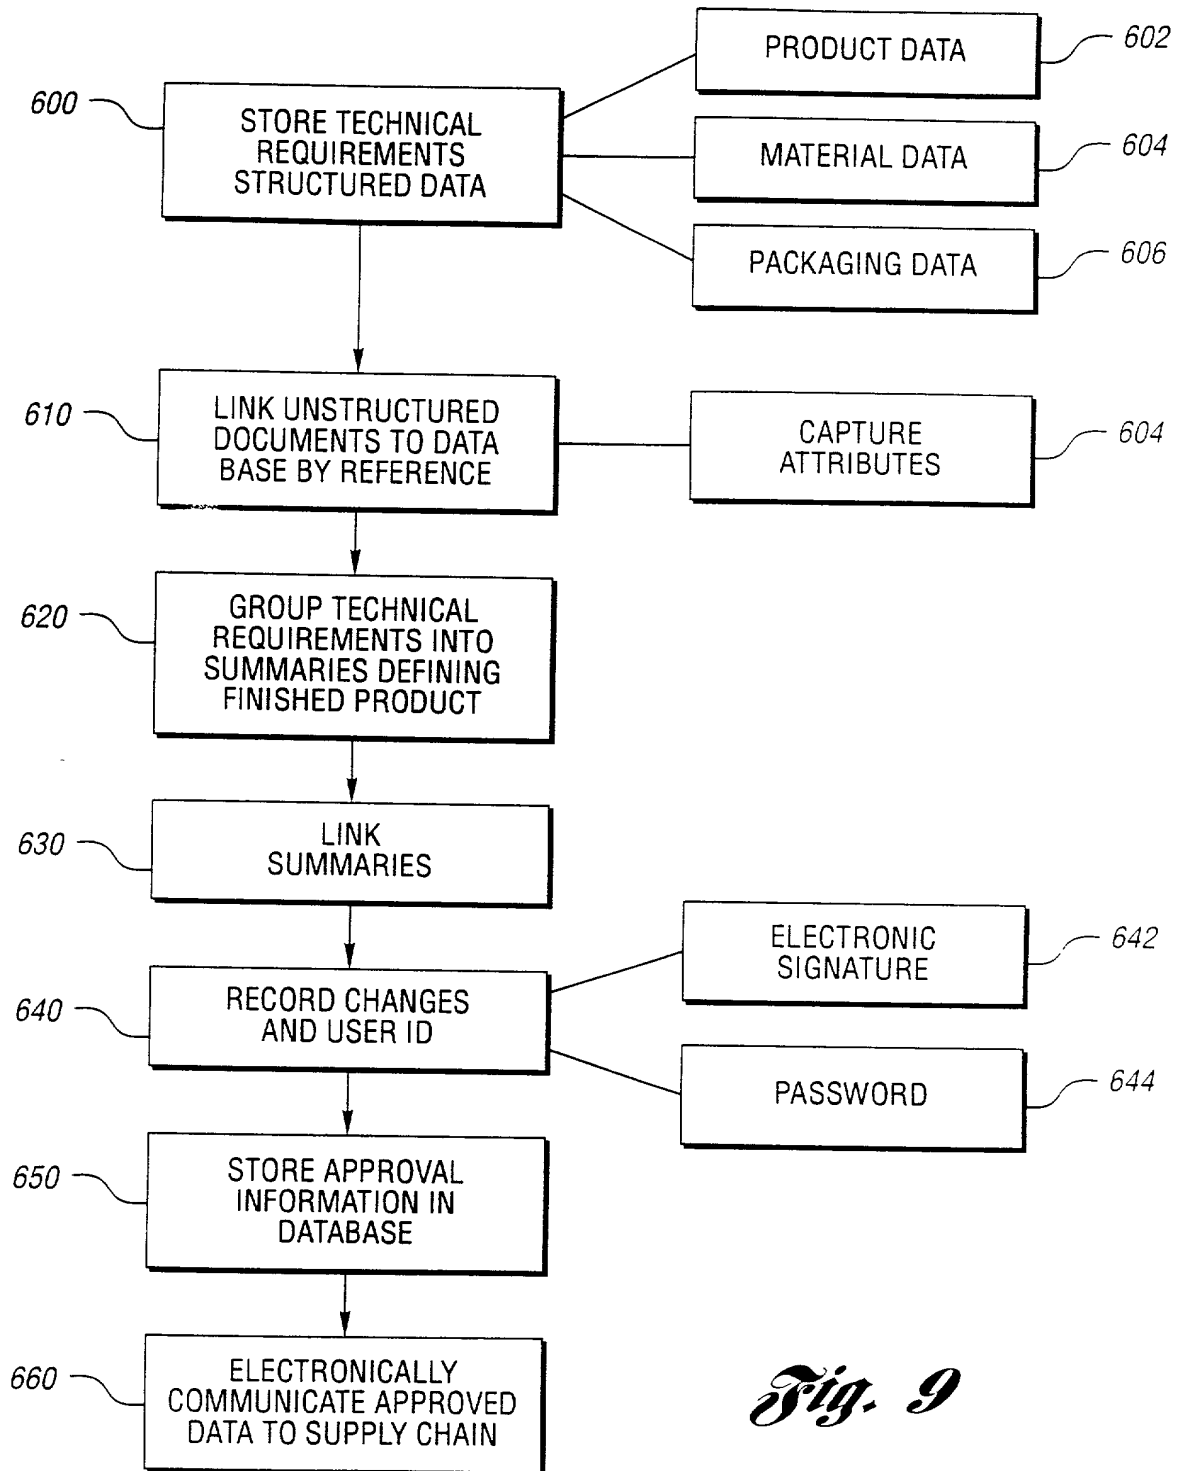 PRODUCT DATA
602
600
STORE TECHNICAL
REQUIREMENTS
STRUCTURED DATA
MATERIAL DATA
604
PACKAGING DATA
606
610
LINK UNSTRUCTURED
DOCUMENTS TO DATA
BASE BY REFERENCE
CAPTURE
ATTRIBUTES
604
620
GROUP TECHNICAL
REQUIREMENTS INTO
SUMMARIES DEFINING
FINISHED PRODUCT
630
LINK
SUMMARIES
640
RECORD CHANGES
AND USER ID
ELECTRONIC
SIGNATURE
642
PASSWORD
644
650
STORE APPROVAL
INFORMATION IN
DATABASE
660
ELECTRONICALLY
COMMUNICATE APPROVED
DATA TO SUPPLY CHAIN
Fig. 9